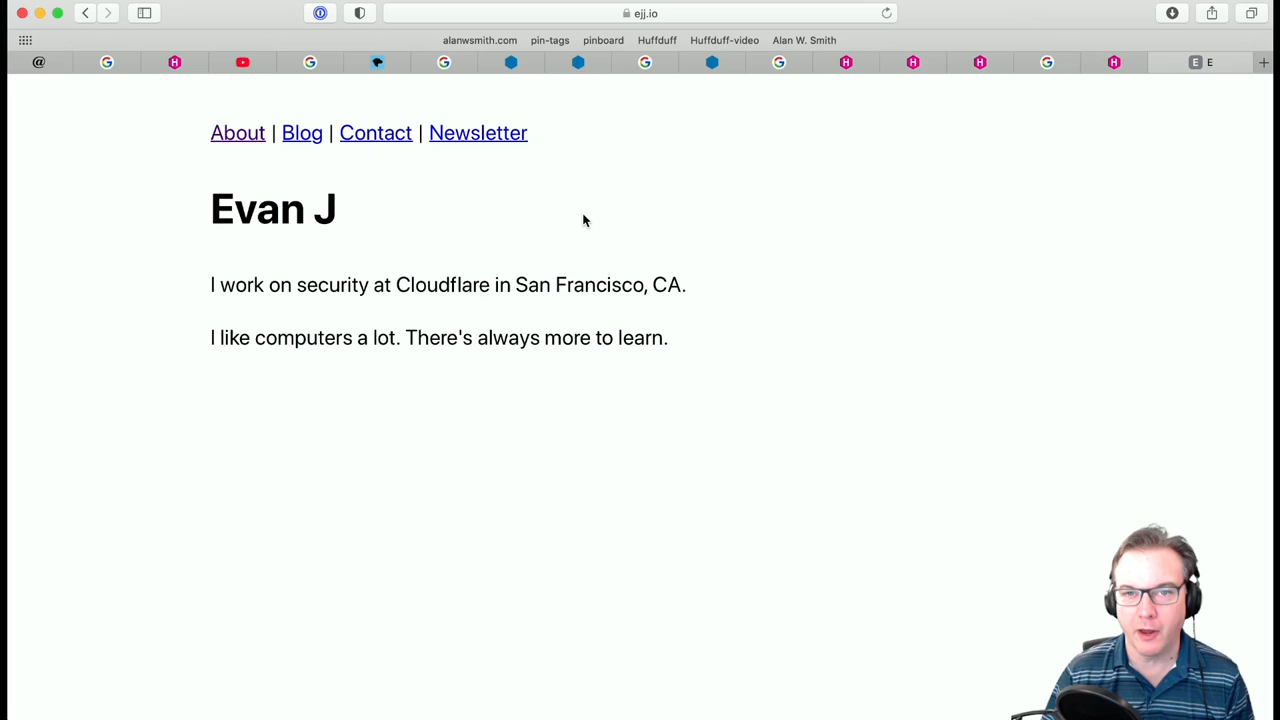 ejj.io
alanwsmith.com pin-tags pinboard Huffduff Huffduff-video Alan W. Smith
@ G H G G G G H H H G H E E
About | Blog | Contact | Newsletter
Evan J
I work on security at Cloudflare in San Francisco, CA.
I like computers a lot. There's always more to learn.